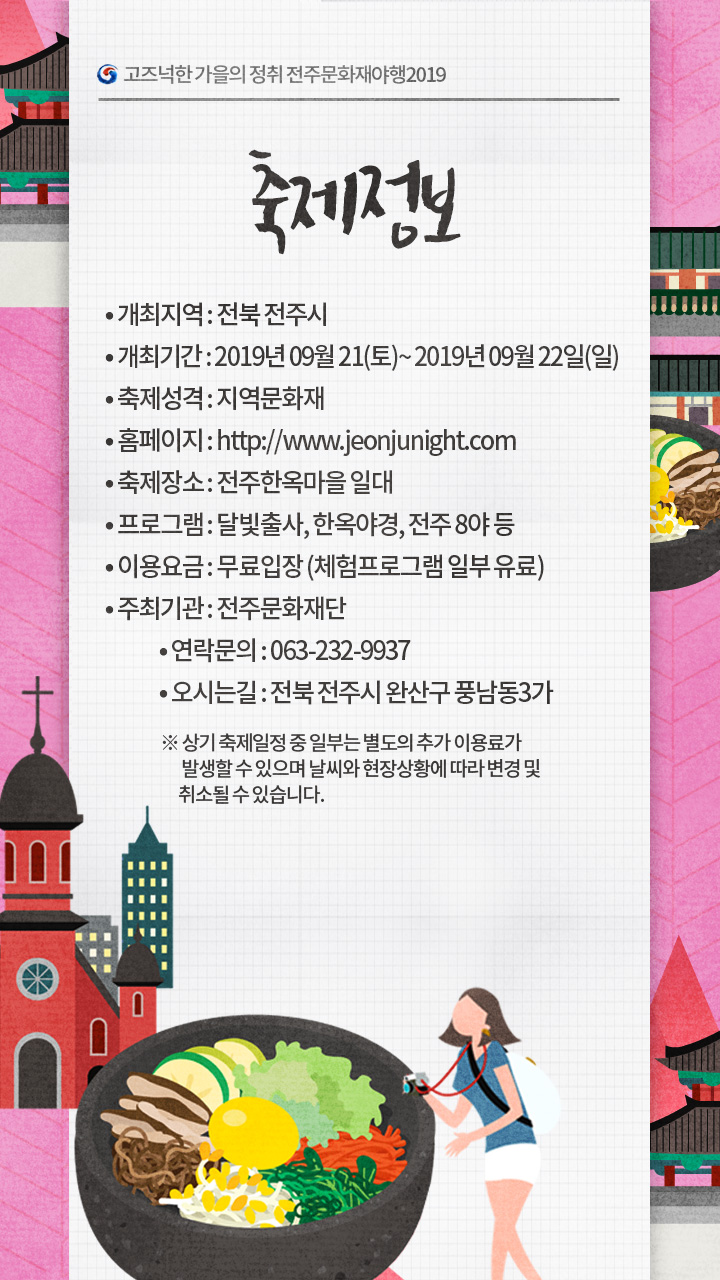 고즈넉한 가을의 정취 전주문화재야행2019
축제정보
• 개최지역 : 전북 전주시
• 개최기간 : 2019년 09월 21(토)~ 2019년 09월 22일(일)
• 축제성격 : 지역문화재
• 홈페이지 : http://www.jeonjunight.com
• 축제장소 : 전주한옥마을 일대
• 프로그램 : 달빛출사, 한옥야경, 전주 8야 등
• 이용요금 : 무료입장 (체험프로그램 일부 유료)
• 주최기관 : 전주문화재단
• 연락문의 : 063-232-9937
• 오시는길 : 전북 전주시 완산구 풍남동3가
※ 상기 축제일정 중 일부는 별도의 추가 이용료가
발생할 수 있으며 날씨와 현장상황에 따라 변경 및
취소될 수 있습니다.